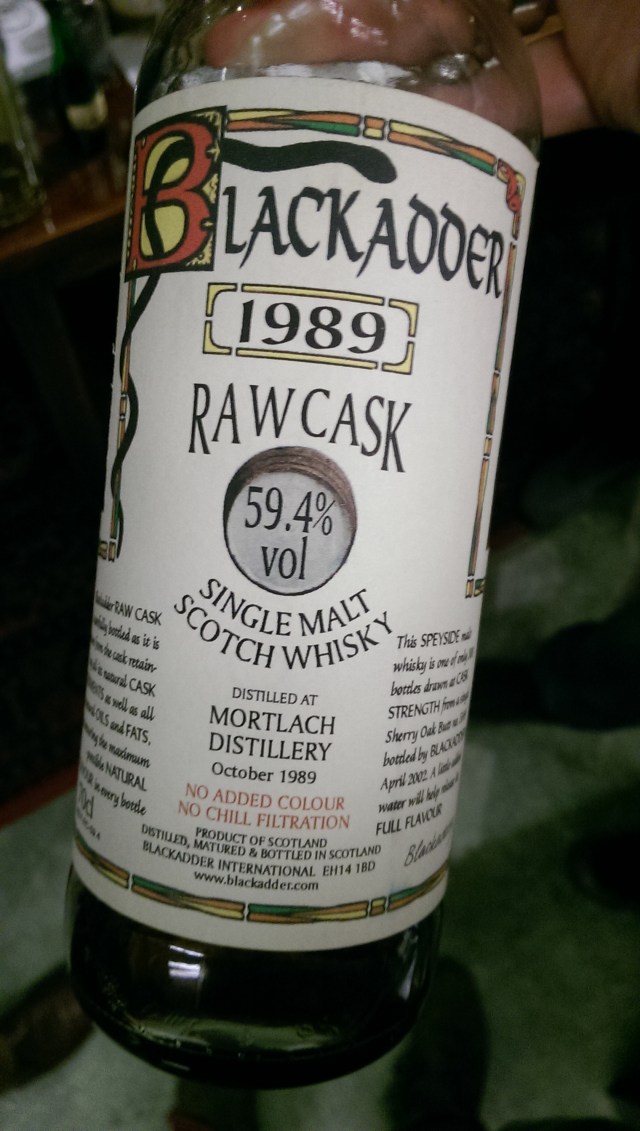 BLACKADDER
1989
RAW CASK
59.4%
vol
SINGLE MALT
SCOTCH WHISKY
DISTILLED AT
MORTLACH
DISTILLERY
October 1989
NO ADDED COLOUR
NO CHILL FILTRATION
PRODUCT OF SCOTLAND
DISTILLED, MATURED & BOTTLED IN SCOTLAND
BLACKADDER INTERNATIONAL EH14 1BD
www.blackadder.com
RAW CASK
bottled as it is
the cask retain-
natural CASK
as well as all
OILS and FATS,
the maximum
NATURAL
in every bottle
This SPEYSIDE
whisky is one of only
bottles drawn at CASK
STRENGTH from a
Sherry Oak Butt
bottled by
April 2002. A little
water will help
FULL FLAVOUR